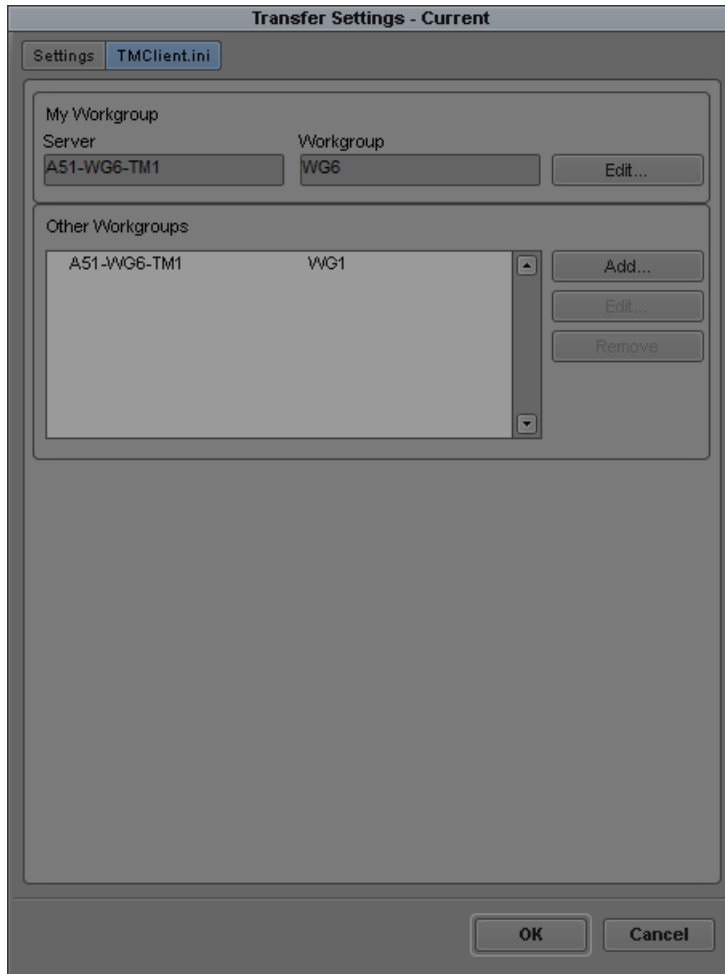 Transfer Settings - Current
Settings TMClient.ini
My Workgroup
Server Workgroup
A51-WG6-TM1 WG6 Edit...
Other Workgroups
A51-WG6-TM1 WG1 Add...
Edit...
Remove
OK Cancel